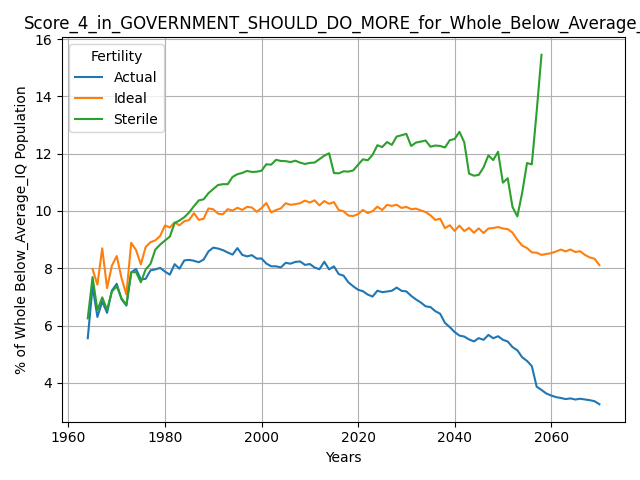 Score_4_in_GOVERNMENT_SHOULD_DO_MORE_for_Whole_Below_Average_
16
14
12
10
8
6
4
% of Whole Below_Average_IQ Population
Fertility
Actual
Ideal
Sterile
1960
1980
2000
2020
2040
2060
Years